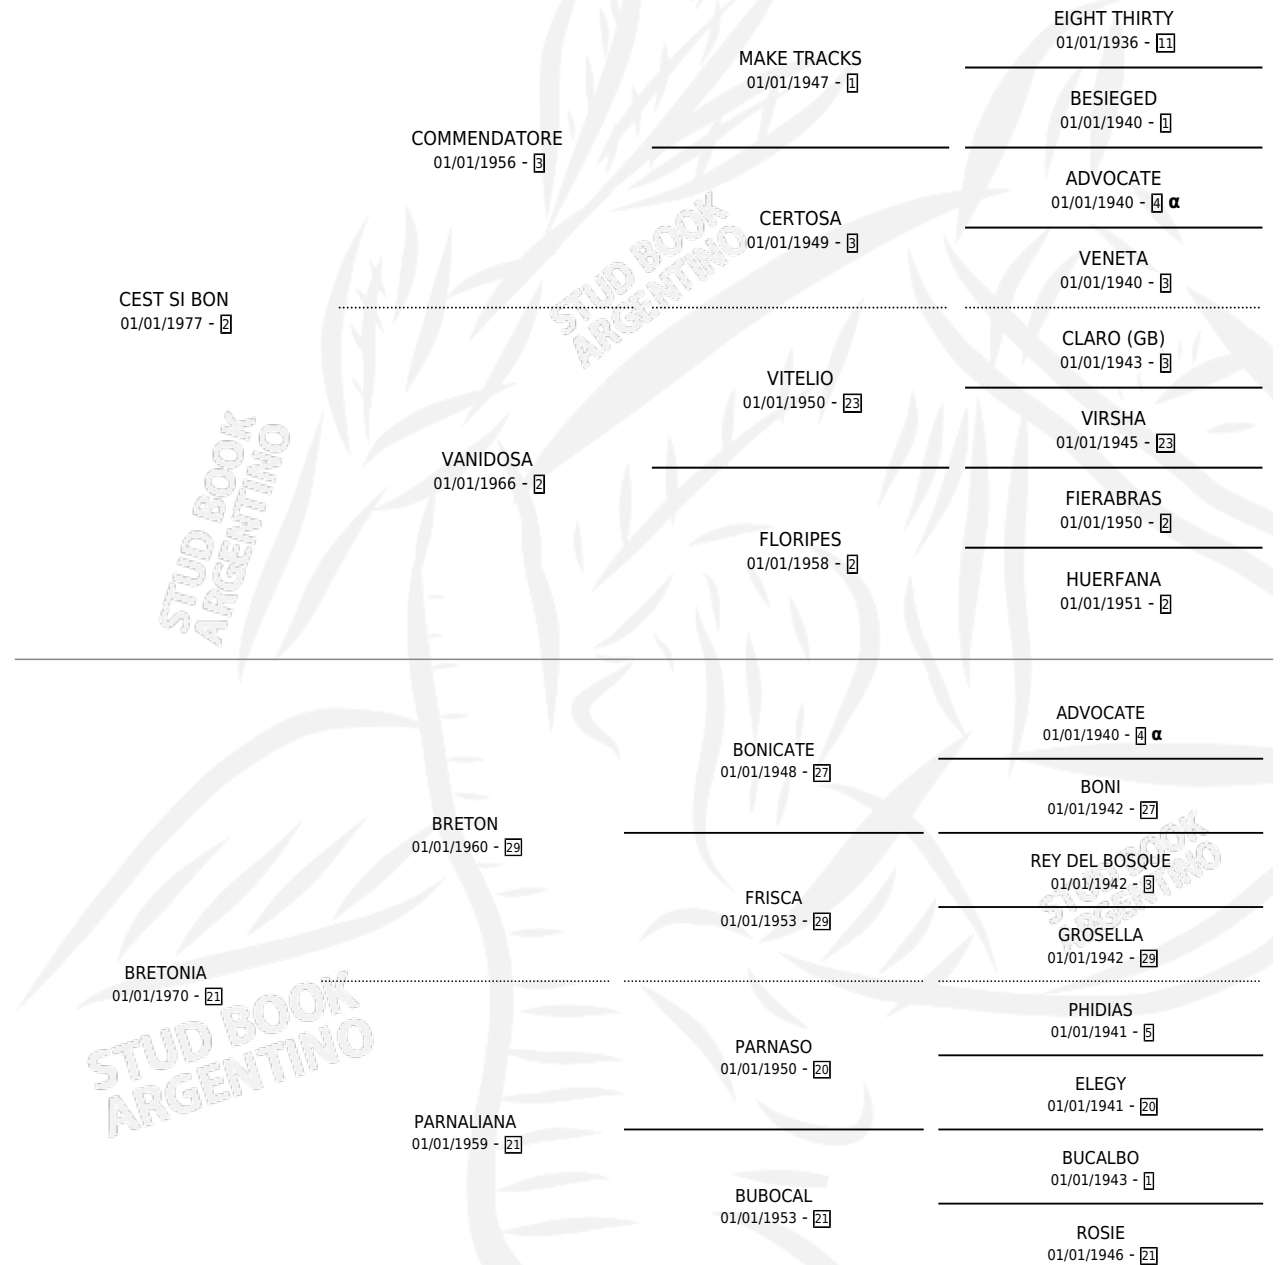 EIGHT THIRTY
01/01/1936 - 11
MAKE TRACKS
01/01/1947 - 1
BESIEGED
01/01/1940 - 1
COMMENDATORE
01/01/1956 - 3
ADVOCATE
01/01/1940 - 4 α
CERTOSA
01/01/1949 - 3
VENETA
01/01/1940 - 3
CEST SI BON
01/01/1977 - 2
CLARO (GB)
01/01/1943 - 3
VITELIO
01/01/1950 - 23
VIRSHA
01/01/1945 - 23
VANIDOSA
01/01/1966 - 2
FIERABRAS
01/01/1950 - 2
FLORIPES
01/01/1958 - 2
HUERFANA
01/01/1951 - 2
STUD BOOK
ARGENTINO
STUD BOOK
ARGENTINO
ADVOCATE
01/01/1940 - 4 α
BONICATE
01/01/1948 - 27
BONI
01/01/1942 - 27
BRETON
01/01/1960 - 29
REY DEL BOSQUE
01/01/1942 - 3
FRISCA
01/01/1953 - 29
GROSELLA
01/01/1942 - 29
BRETONIA
01/01/1970 - 21
PHIDIAS
01/01/1941 - 5
PARNASO
01/01/1950 - 20
ELEGY
01/01/1941 - 20
PARNALIANA
01/01/1959 - 21
BUCALBO
01/01/1943 - 1
BUBOCAL
01/01/1953 - 21
ROSIE
01/01/1946 - 21
STUD BOOK
ARGENTINO
STUD BOOK
ARGENTINO